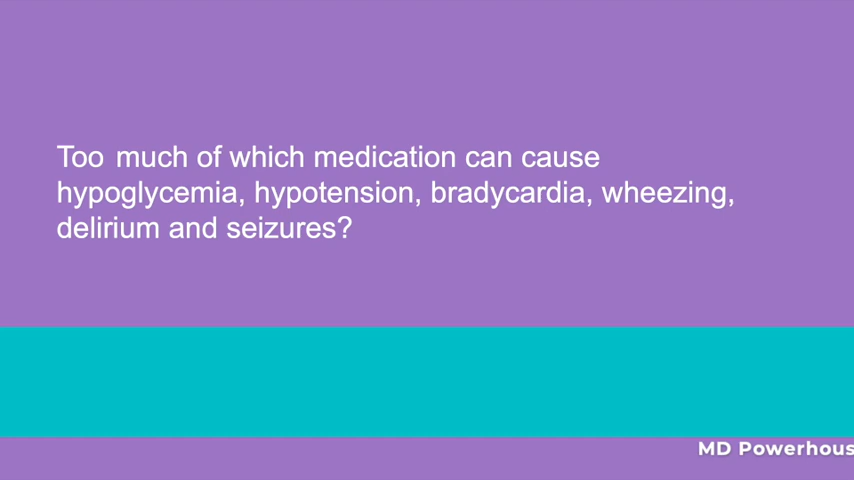 Too much of which medication can cause
hypoglycemia, hypotension, bradycardia, wheezing,
delirium and seizures?
MD Powerhous